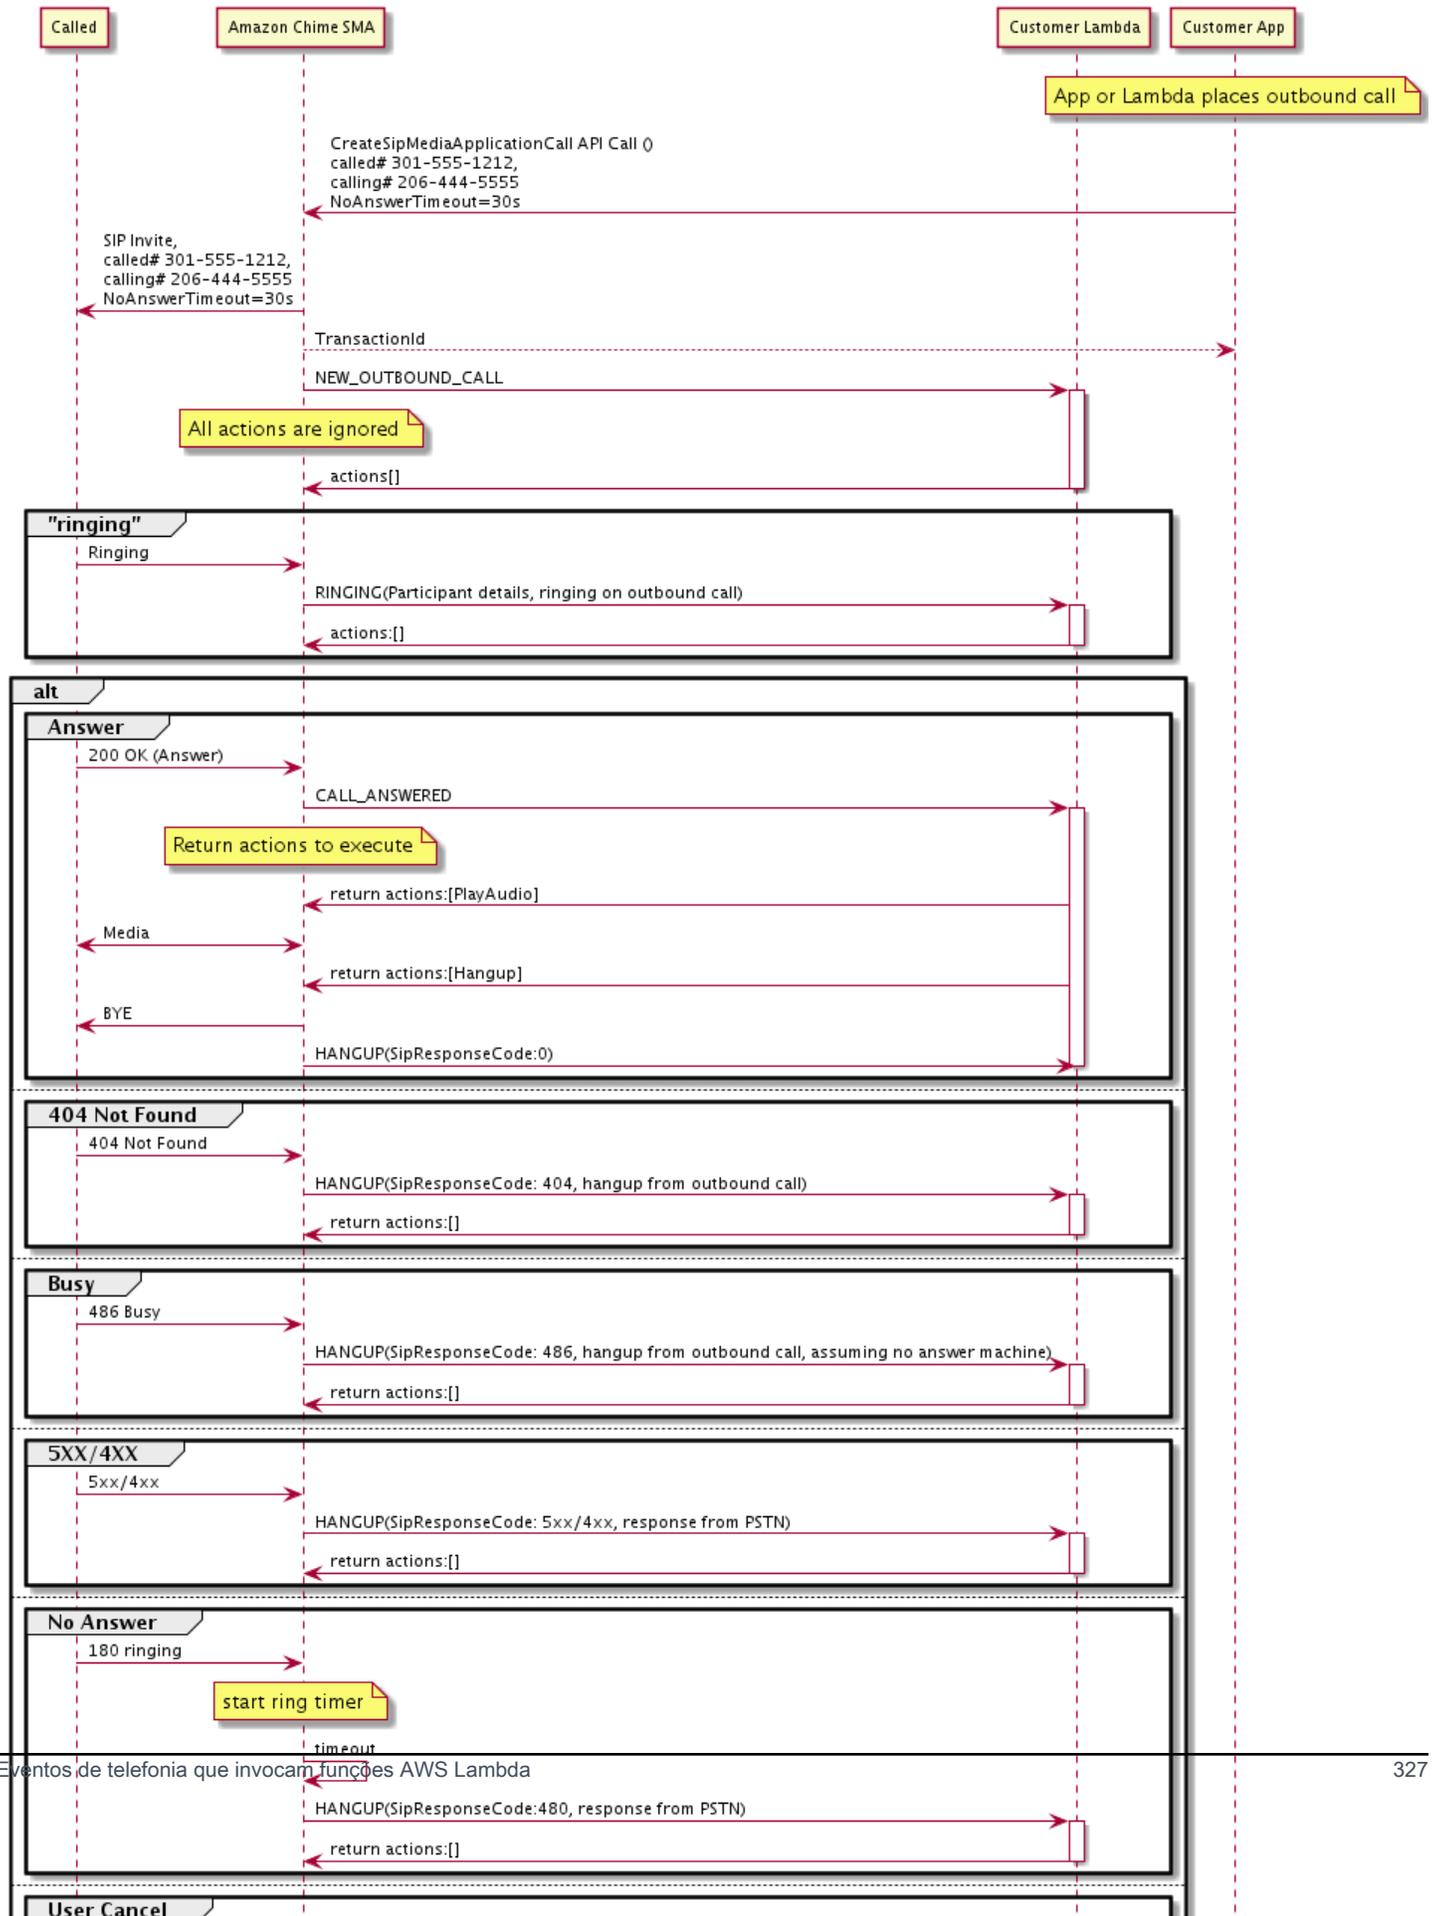 Called
Amazon Chime SMA
Customer Lambda
Customer App
App or Lambda places outbound call
CreateSipMediaApplicationCall API Call ()
called# 301-555-1212,
calling# 206-444-5555
NoAnswerTimeout=30s
SIP Invite,
called# 301-555-1212,
calling# 206-444-5555
NoAnswerTimeout=30s
TransactionId
NEW_OUTBOUND_CALL
All actions are ignored
actions[]
"ringing"
Ringing
RINGING(Participant details, ringing on outbound call)
actions:[]
alt
Answer
200 OK (Answer)
CALL_ANSWERED
Return actions to execute
return actions:[PlayAudio]
Media
return actions:[Hangup]
BYE
HANGUP(SipResponseCode:0)
404 Not Found
404 Not Found
HANGUP(SipResponseCode: 404, hangup from outbound call)
return actions:[]
Busy
486 Busy
HANGUP(SipResponseCode: 486, hangup from outbound call, assuming no answer machine)
return actions:[]
5XX/4XX
5xx/4xx
HANGUP(SipResponseCode: 5xx/4xx, response from PSTN)
return actions:[]
No Answer
180 ringing
start ring timer
timeout
Eventos de telefonia que invocam funções AWS Lambda
327
HANGUP(SipResponseCode:480, response from PSTN)
return actions:[]
User Cancel